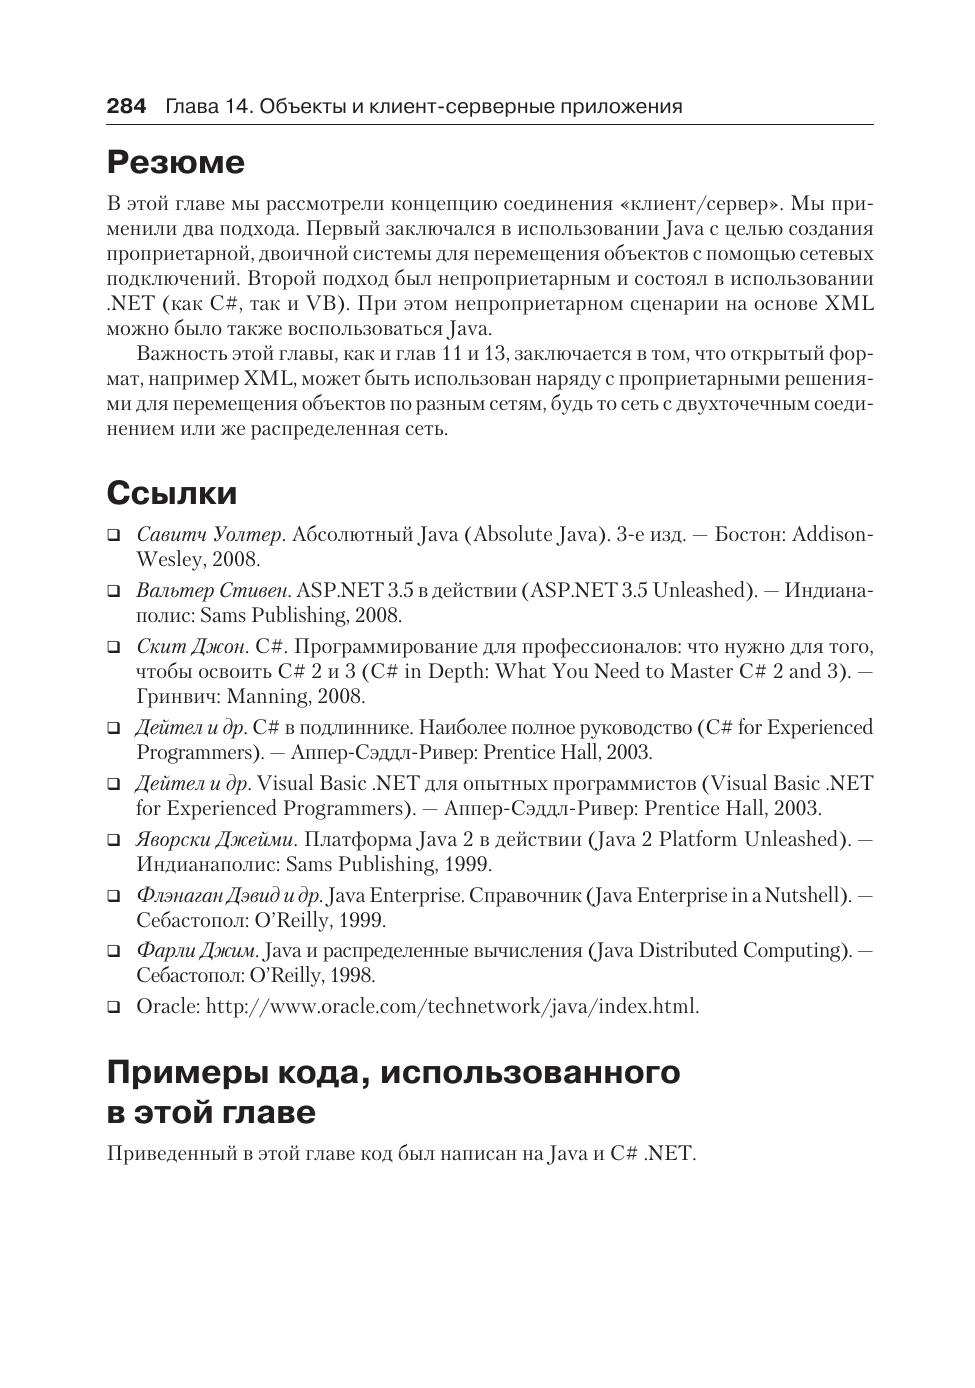 284 Глава 14. Объекты и клиент-серверные приложения
Резюме
В этой главе мы рассмотрели концепцию соединения «клиент/сервер». Мы при-
менили два подхода. Первый заключался в использовании Java с целью создания
проприетарной, двоичной системы для перемещения объектов с помощью сетевых
подключений. Второй подход был непроприетарным и состоял в использовании
.NET (как C#, так и VB). При этом непроприетарном сценарии на основе XML
можно было также воспользоваться Java.
Важность этой главы, как и глав 11 и 13, заключается в том, что открытый фор-
мат, например XML, может быть использован наряду с проприетарными решения-
ми для перемещения объектов по разным сетям, будь то сеть с двухточечным соеди-
нением или же распределенная сеть.
Ссылки
❏ Савитч Уолтер. Абсолютный Java (Absolute Java). 3-е изд. — Бостон: Addison-
Wesley, 2008.
❏ Вальтер Стивен. ASP.NET 3.5 в действии (ASP.NET 3.5 Unleashed). — Индиана-
полис: Sams Publishing, 2008.
❏ Скит Джон. C#. Программирование для профессионалов: что нужно для того,
чтобы освоить C# 2 и 3 (C# in Depth: What You Need to Master C# 2 and 3). —
Гринвич: Manning, 2008.
❏ Дейтел и др. C# в подлиннике. Наиболее полное руководство (C# for Experienced
Programmers). — Аппер-Сэддл-Ривер: Prentice Hall, 2003.
❏ Дейтел и др. Visual Basic .NET для опытных программистов (Visual Basic .NET
for Experienced Programmers). — Аппер-Сэддл-Ривер: Prentice Hall, 2003.
❏ Яворски Джейми. Платформа Java 2 в действии (Java 2 Platform Unleashed). —
Индианаполис: Sams Publishing, 1999.
❏ Флэнаган Дэвид и др. Java Enterprise. Справочник (Java Enterprise in a Nutshell). —
Себастопол: O’Reilly, 1999.
❏ Фарли Джим. Java и распределенные вычисления (Java Distributed Computing). —
Себастопол: O’Reilly, 1998.
❏ Oracle: http://www.oracle.com/technetwork/java/index.html.
Примеры кода, использованного
в этой главе
Приведенный в этой главе код был написан на Java и C# .NET.